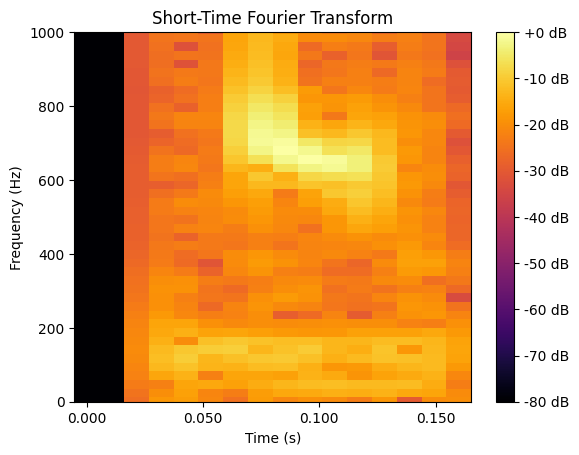 Short-Time Fourier Transform
1000
800
600
400
200
0
Frequency (Hz)
0.000
0.050
0.100
0.150
Time (s)
+0 dB
-10 dB
-20 dB
-30 dB
-40 dB
-50 dB
-60 dB
-70 dB
-80 dB